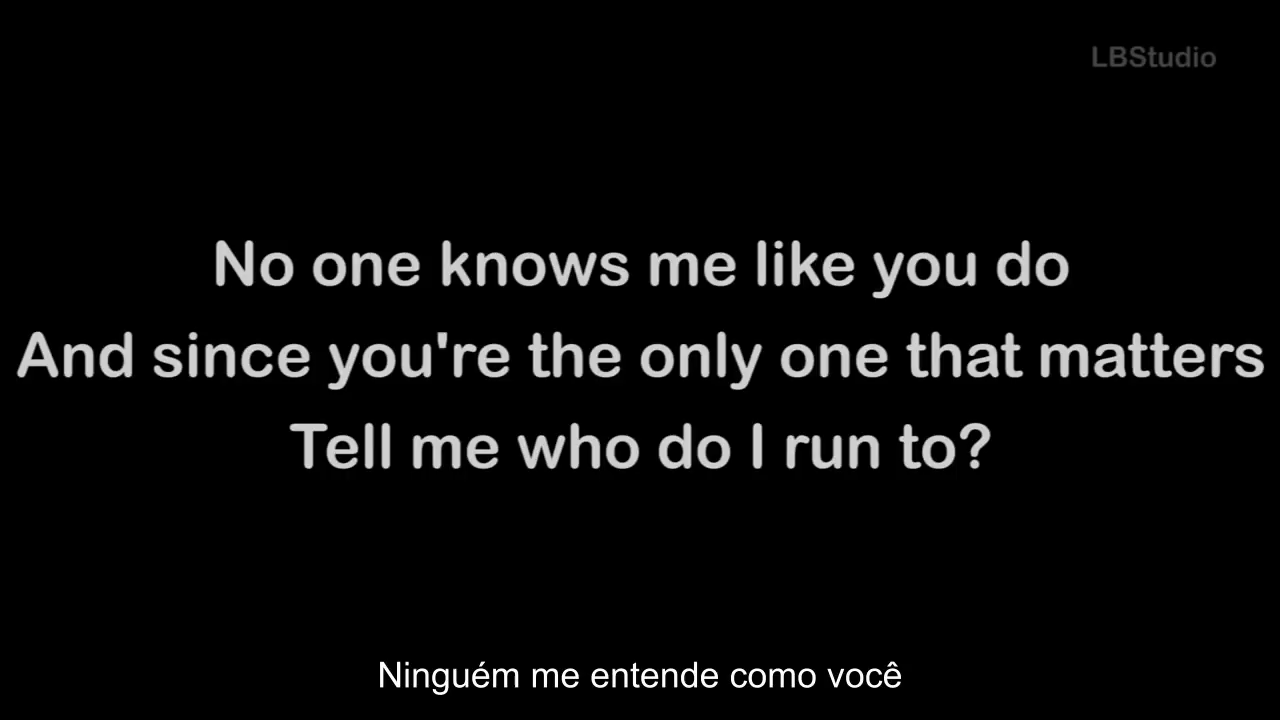 LBStudio
No one knows me like you do
And since you're the only one that matters
Tell me who do I run to?
Ninguém me entende como você